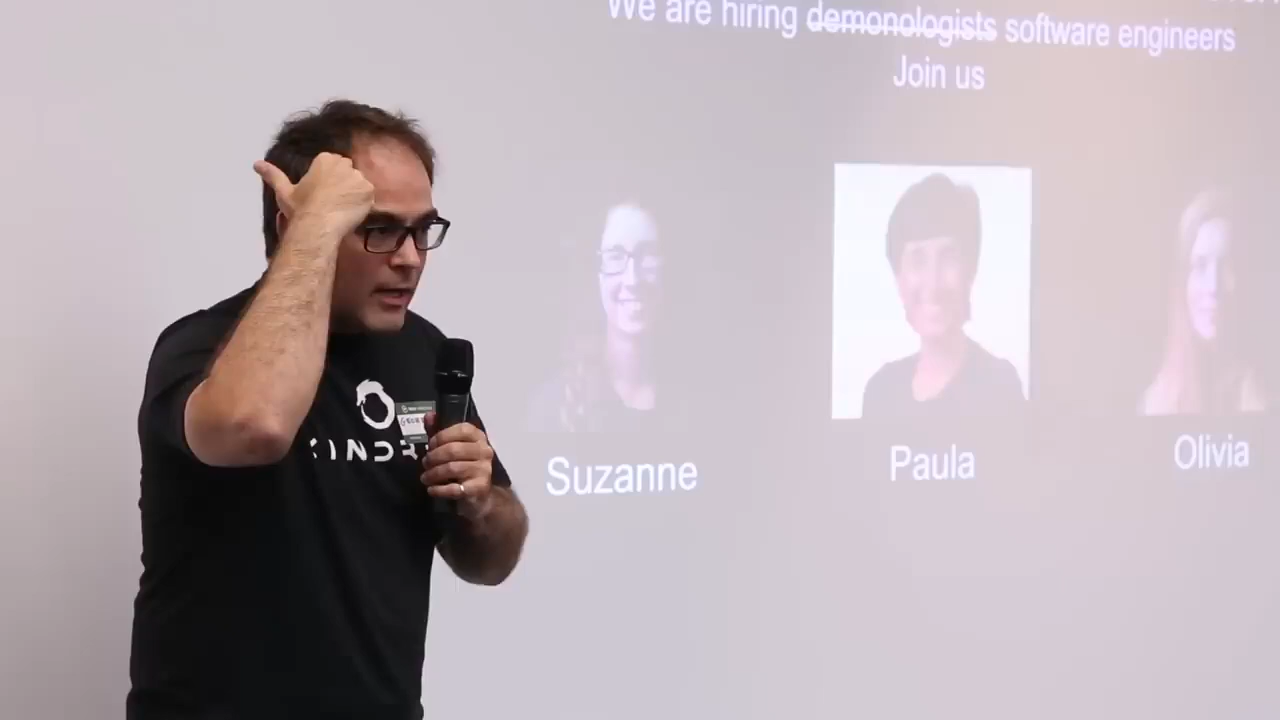 We are hiring demonologists software engineers
Join us
Suzanne
Paula
Olivia